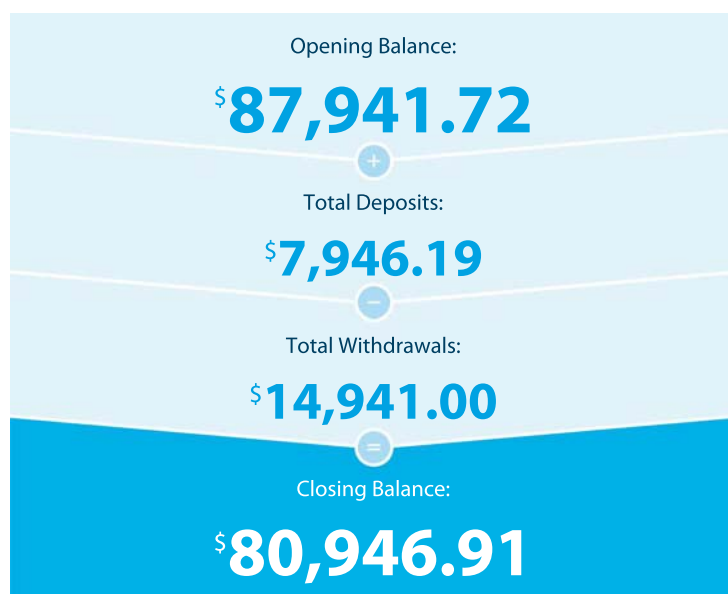 Opening Balance:
$87,941.72
+
Total Deposits:
$7,946.19
−
Total Withdrawals:
$14,941.00
=
Closing Balance:
$80,946.91